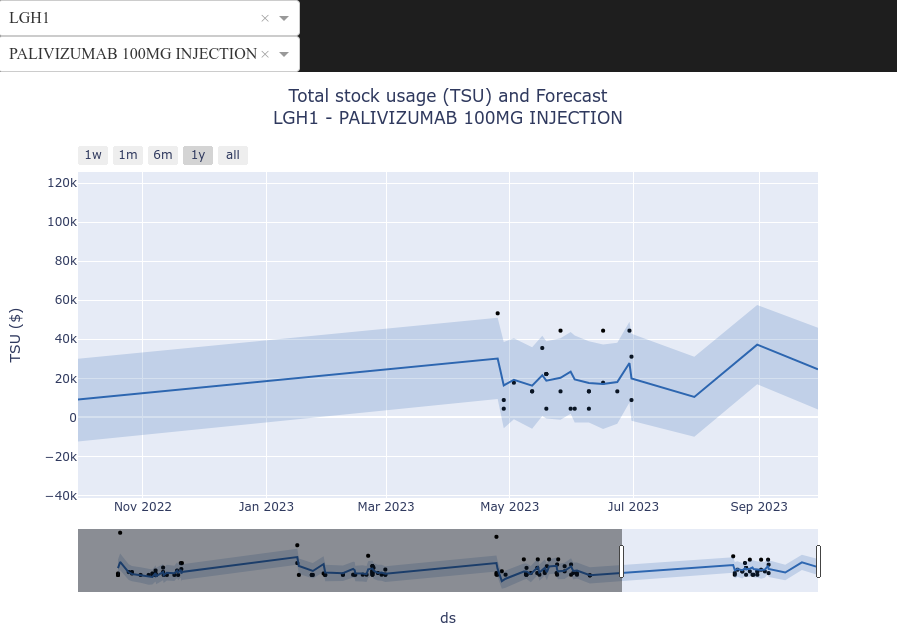 LGH1
PALIVIZUMAB 100MG INJECTION
Total stock usage (TSU) and Forecast
LGH1 - PALIVIZUMAB 100MG INJECTION
1w 1m 6m 1y all
120k
100k
80k
60k
40k
20k
0
−20k
−40k
TSU ($)
Nov 2022 Jan 2023 Mar 2023 May 2023 Jul 2023 Sep 2023
ds